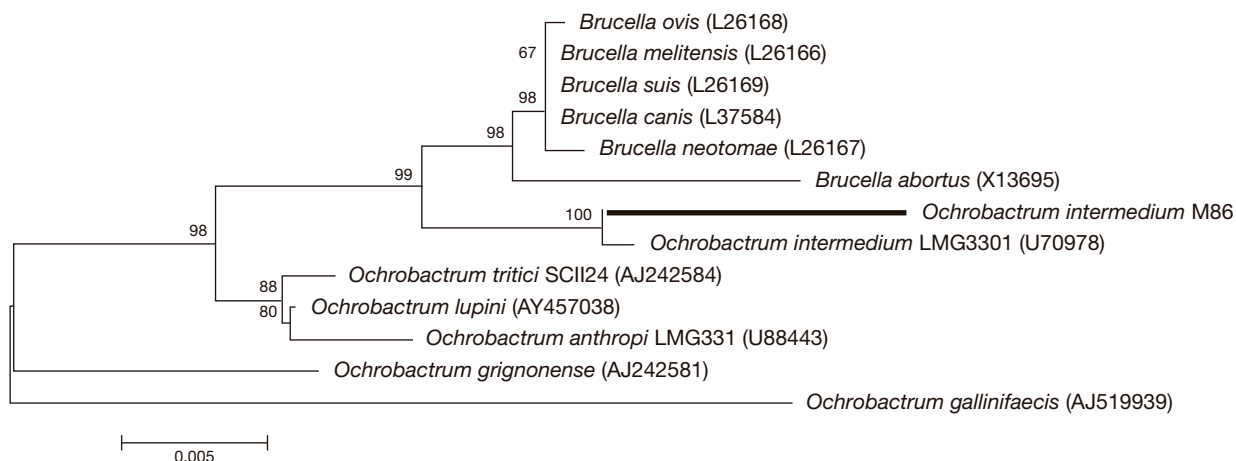 Brucella ovis (L26168)
67
Brucella melitensis (L26166)
Brucella suis (L26169)
98
Brucella canis (L37584)
98
Brucella neotomae (L26167)
99
Brucella abortus (X13695)
100
Ochrobactrum intermedium M86
98
Ochrobactrum intermedium LMG3301 (U70978)
Ochrobactrum tritici SCII24 (AJ242584)
88
Ochrobactrum lupini (AY457038)
80
Ochrobactrum anthropi LMG331 (U88443)
Ochrobactrum grignonense (AJ242581)
Ochrobactrum gallinifaecis (AJ519939)
0.005